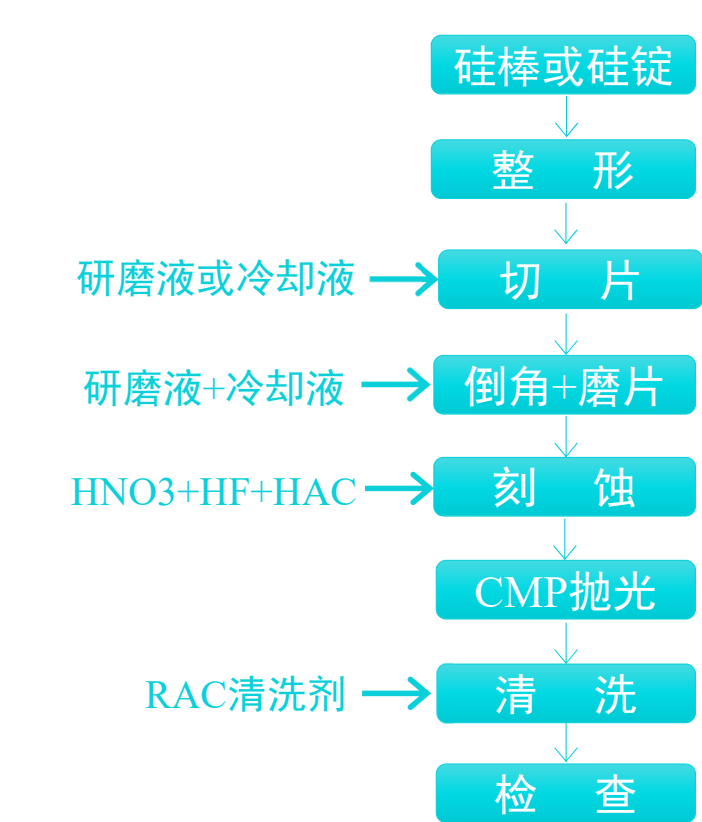 硅棒或硅锭
整 形
研磨液或冷却液
切 片
研磨液+冷却液
倒角+磨片
HNO3+HF+HAC
刻 蚀
CMP抛光
RAC清洗剂
清 洗
检 查